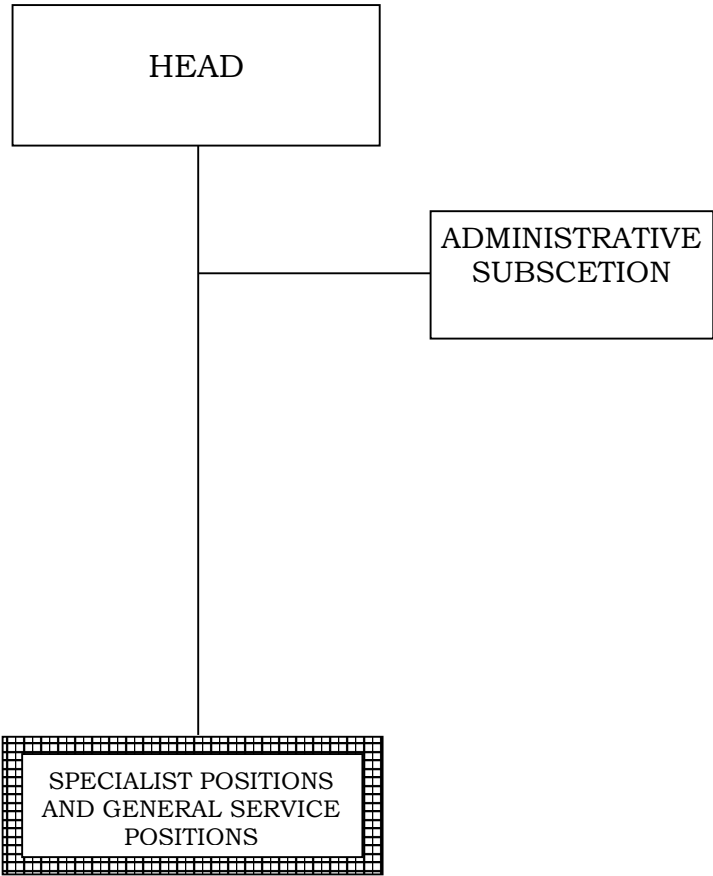 HEAD
ADMINISTRATIVE
SUBSCETION
SPECIALIST POSITIONS
AND GENERAL SERVICE
POSITIONS